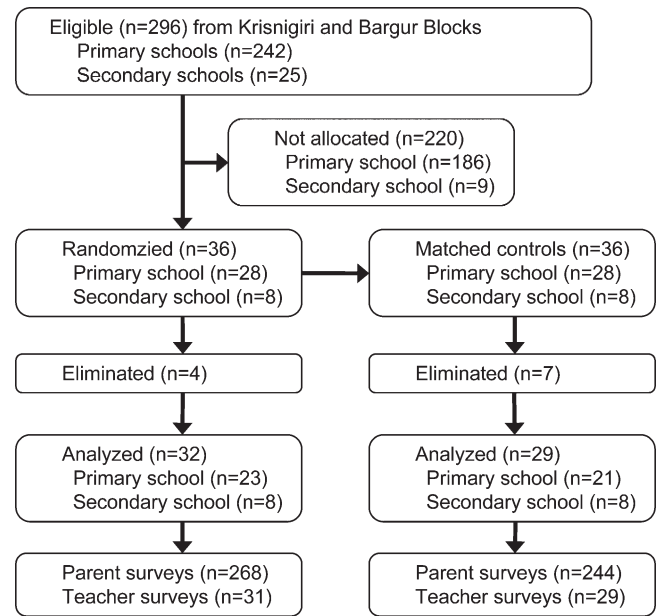 Eligible (n=296) from Krisnigiri and Bargur Blocks
Primary schools (n=242)
Secondary schools (n=25)
Not allocated (n=220)
Primary school (n=186)
Secondary school (n=9)
Randomzied (n=36)
Primary school (n=28)
Secondary school (n=8)
Matched controls (n=36)
Primary school (n=28)
Secondary school (n=8)
Eliminated (n=4)
Eliminated (n=7)
Analyzed (n=32)
Primary school (n=23)
Secondary school (n=8)
Analyzed (n=29)
Primary school (n=21)
Secondary school (n=8)
Parent surveys (n=268)
Teacher surveys (n=31)
Parent surveys (n=244)
Teacher surveys (n=29)